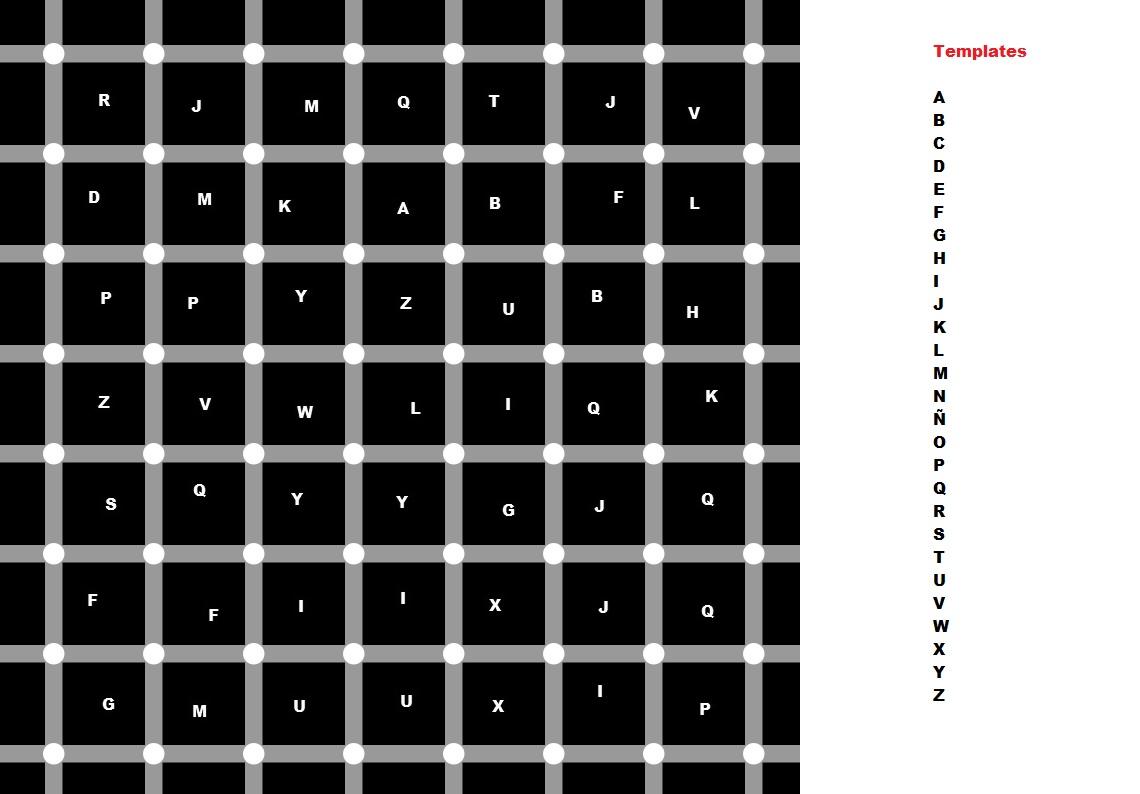 R J M Q T J V
D M K A B F L
P P Y Z U B H
Z V W L I Q K
S Q Y Y G J Q
F F I I X J Q
G M U U X I P
Templates
A
B
C
D
E
F
G
H
I
J
K
L
M
N
Ñ
O
P
Q
R
S
T
U
V
W
X
Y
Z